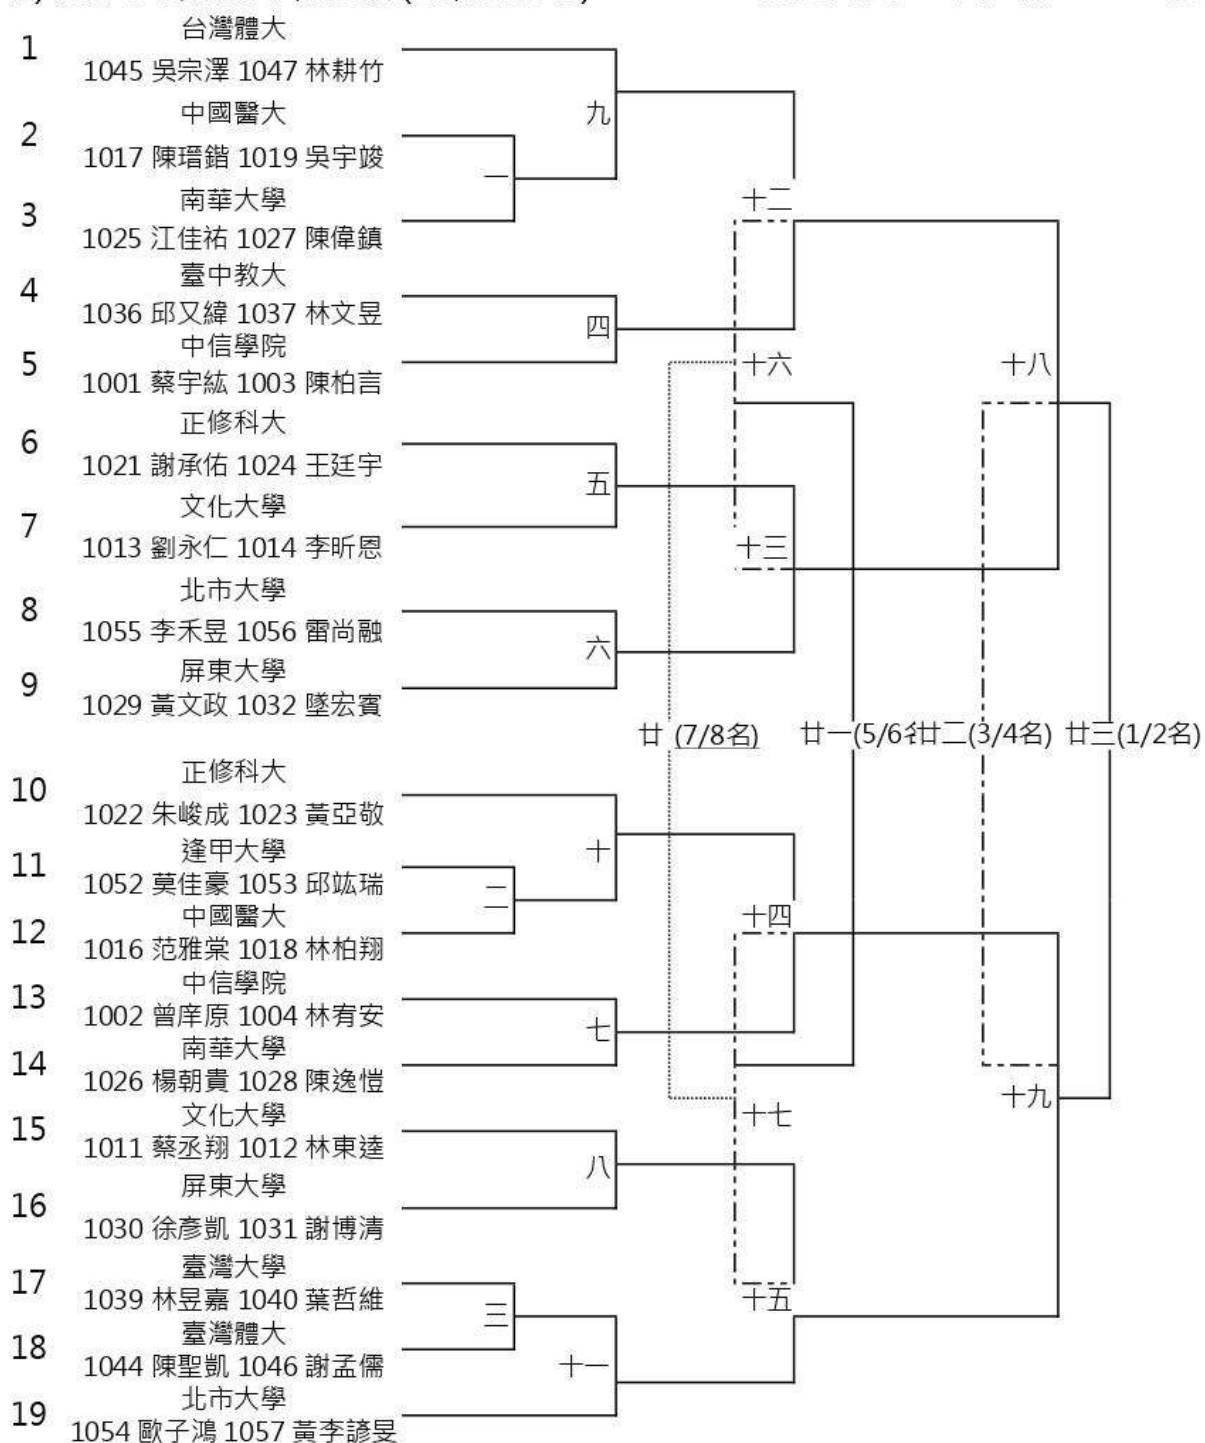 台灣體大
1
1045 吳宗澤 1047 林耕竹
九
中國醫大
2
1017 陳瑨鍇 1019 吳宇竣
一
南華大學
十二
3
1025 江佳祐 1027 陳偉鎮
臺中教大
4
1036 邱又緯 1037 林文昱
四
中信學院
5
十六
十八
1001 蔡宇紘 1003 陳柏言
正修科大
6
1021 謝承佑 1024 王廷宇
五
文化大學
7
1013 劉永仁 1014 李昕恩
十三
北市大學
8
1055 李禾昱 1056 雷尚融
六
屏東大學
9
1029 黃文政 1032 墜宏賓
廿 (7/8名)
廿一(5/6名
廿二(3/4名)
廿三(1/2名)
正修科大
10
1022 朱峻成 1023 黃亞敬
逢甲大學
十
11
1052 莫佳豪 1053 邱竑瑞
二
中國醫大
十四
12
1016 范雅棠 1018 林柏翔
中信學院
13
1002 曾庠原 1004 林宥安
七
南華大學
14
1026 楊朝貴 1028 陳逸愷
十九
文化大學
十七
15
1011 蔡丞翔 1012 林東逵
八
屏東大學
16
1030 徐彥凱 1031 謝博清
臺灣大學
17
1039 林昱嘉 1040 葉哲維
十五
三
臺灣體大
18
1044 陳聖凱 1046 謝孟儒
十一
北市大學
19
1054 歐子鴻 1057 黃李諺旻